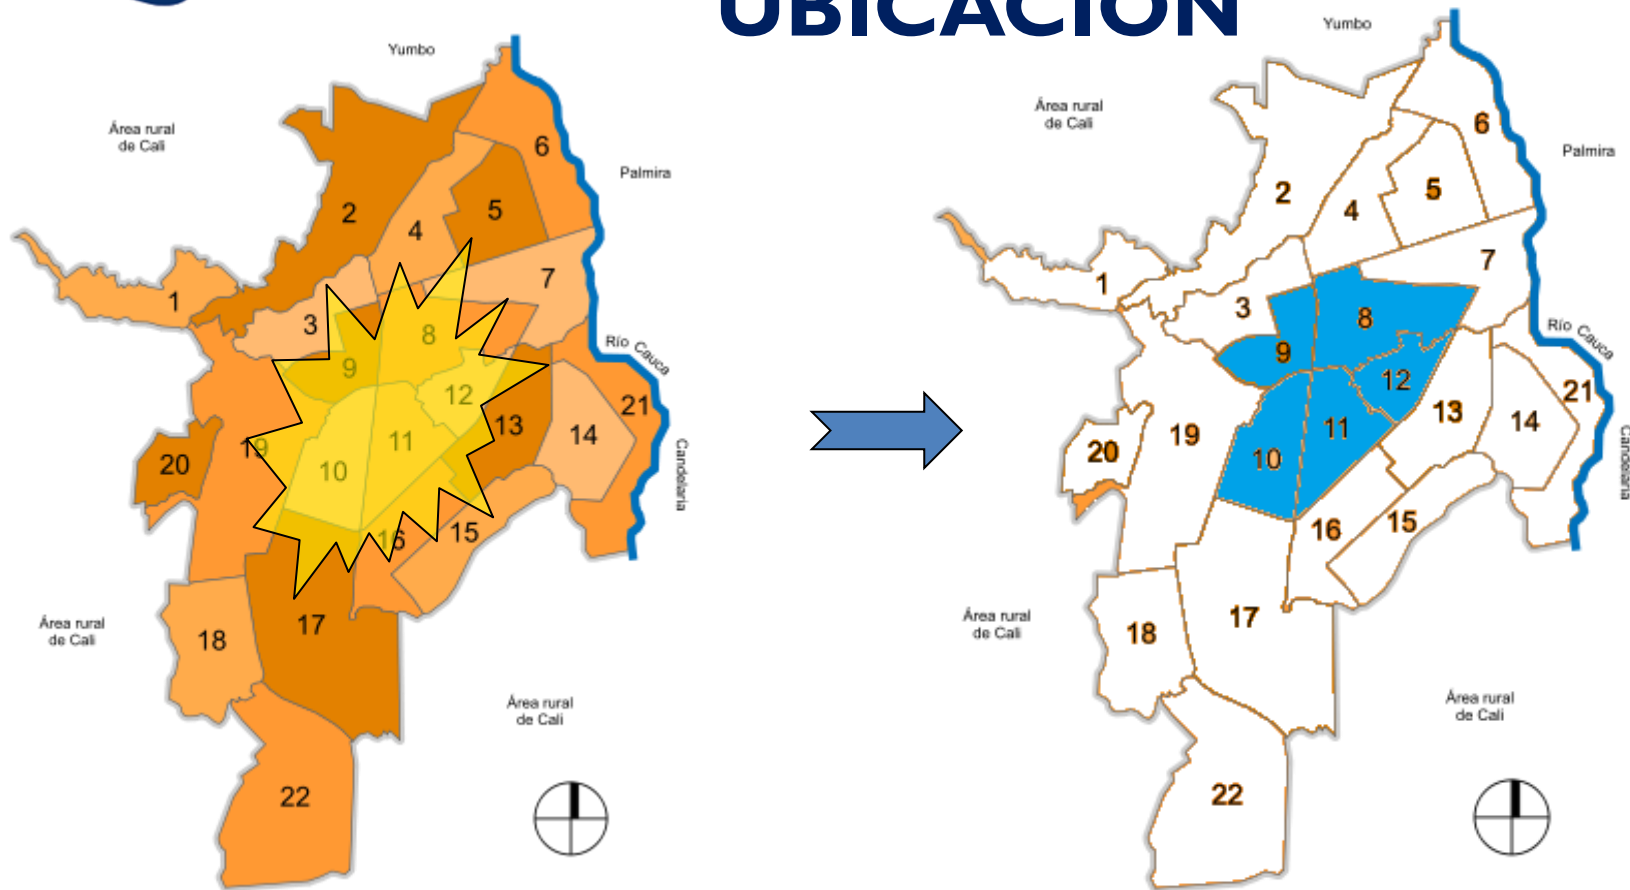 UBICACIÓN
Yumbo
Área rural
de Cali
Palmira
6
2
5
4
7
1
3
8
9
Río Cauca
12
21
13
14
11
19
20
10
Candelaria
15
16
17
18
Área rural
de Cali
Área rural
de Cali
22
Yumbo
Área rural
de Cali
Palmira
6
2
5
4
7
1
3
8
9
Río Cauca
12
21
13
14
11
19
20
10
Candelaria
15
16
17
18
Área rural
de Cali
Área rural
de Cali
22